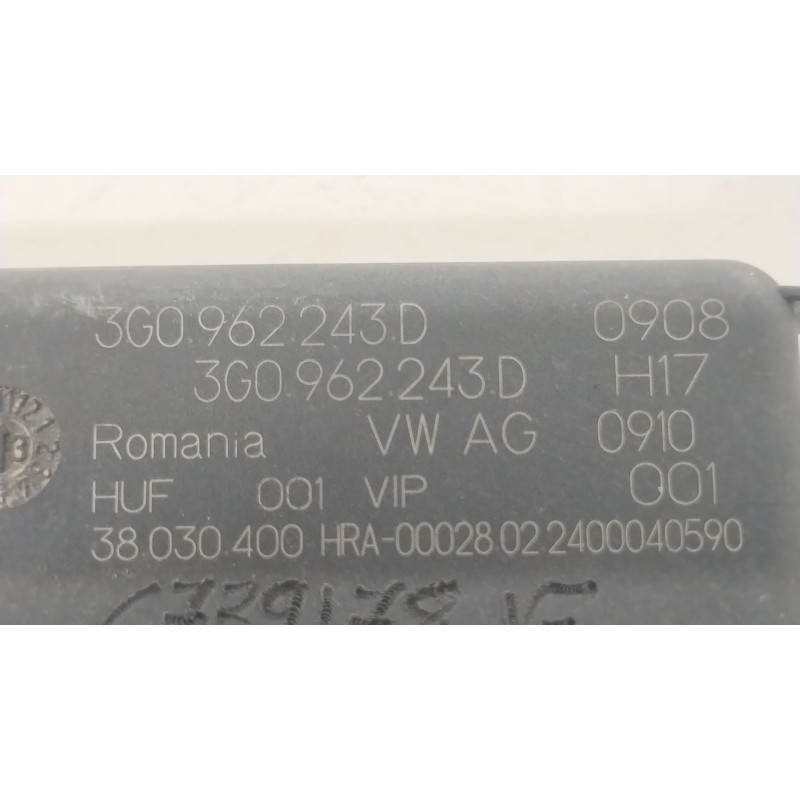 3G0.962.243.D 0908
3G0.962.243.D H17
Romania VW AG 0910
HUF 001 VIP 001
38.030.400 HRA-00028.02.2400040590